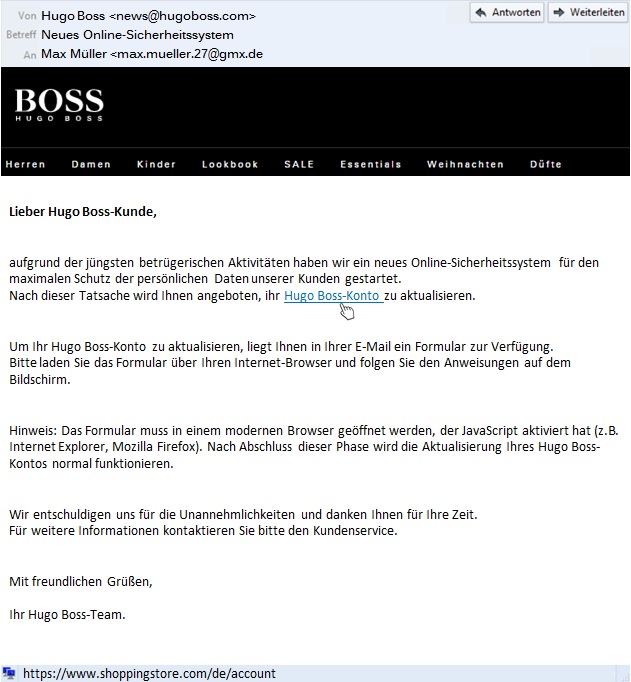 Von Hugo Boss <news@hugoboss.com>
Antworten Weiterleiten
Betreff Neues Online-Sicherheitssystem
An Max Müller <max.mueller.27@gmx.de
BOSS
HUGO BOSS
Herren Damen Kinder Lookbook SALE Essentials Weihnachten Düfte
Lieber Hugo Boss-Kunde,
aufgrund der jüngsten betrügerischen Aktivitäten haben wir ein neues Online-Sicherheitssystem für den
maximalen Schutz der persönlichen Daten unserer Kunden gestartet.
Nach dieser Tatsache wird Ihnen angeboten, ihr Hugo Boss-Konto zu aktualisieren.
Um Ihr Hugo Boss-Konto zu aktualisieren, liegt Ihnen in Ihrer E-Mail ein Formular zur Verfügung.
Bitte laden Sie das Formular über Ihren Internet-Browser und folgen Sie den Anweisungen auf dem
Bildschirm.
Hinweis: Das Formular muss in einem modernen Browser geöffnet werden, der JavaScript aktiviert hat (z.B.
Internet Explorer, Mozilla Firefox). Nach Abschluss dieser Phase wird die Aktualisierung Ihres Hugo Boss-
Kontos normal funktionieren.
Wir entschuldigen uns für die Unannehmlichkeiten und danken Ihnen für Ihre Zeit.
Für weitere Informationen kontaktieren Sie bitte den Kundenservice.
Mit freundlichen Grüßen,
Ihr Hugo Boss-Team.
https://www.shoppingstore.com/de/account